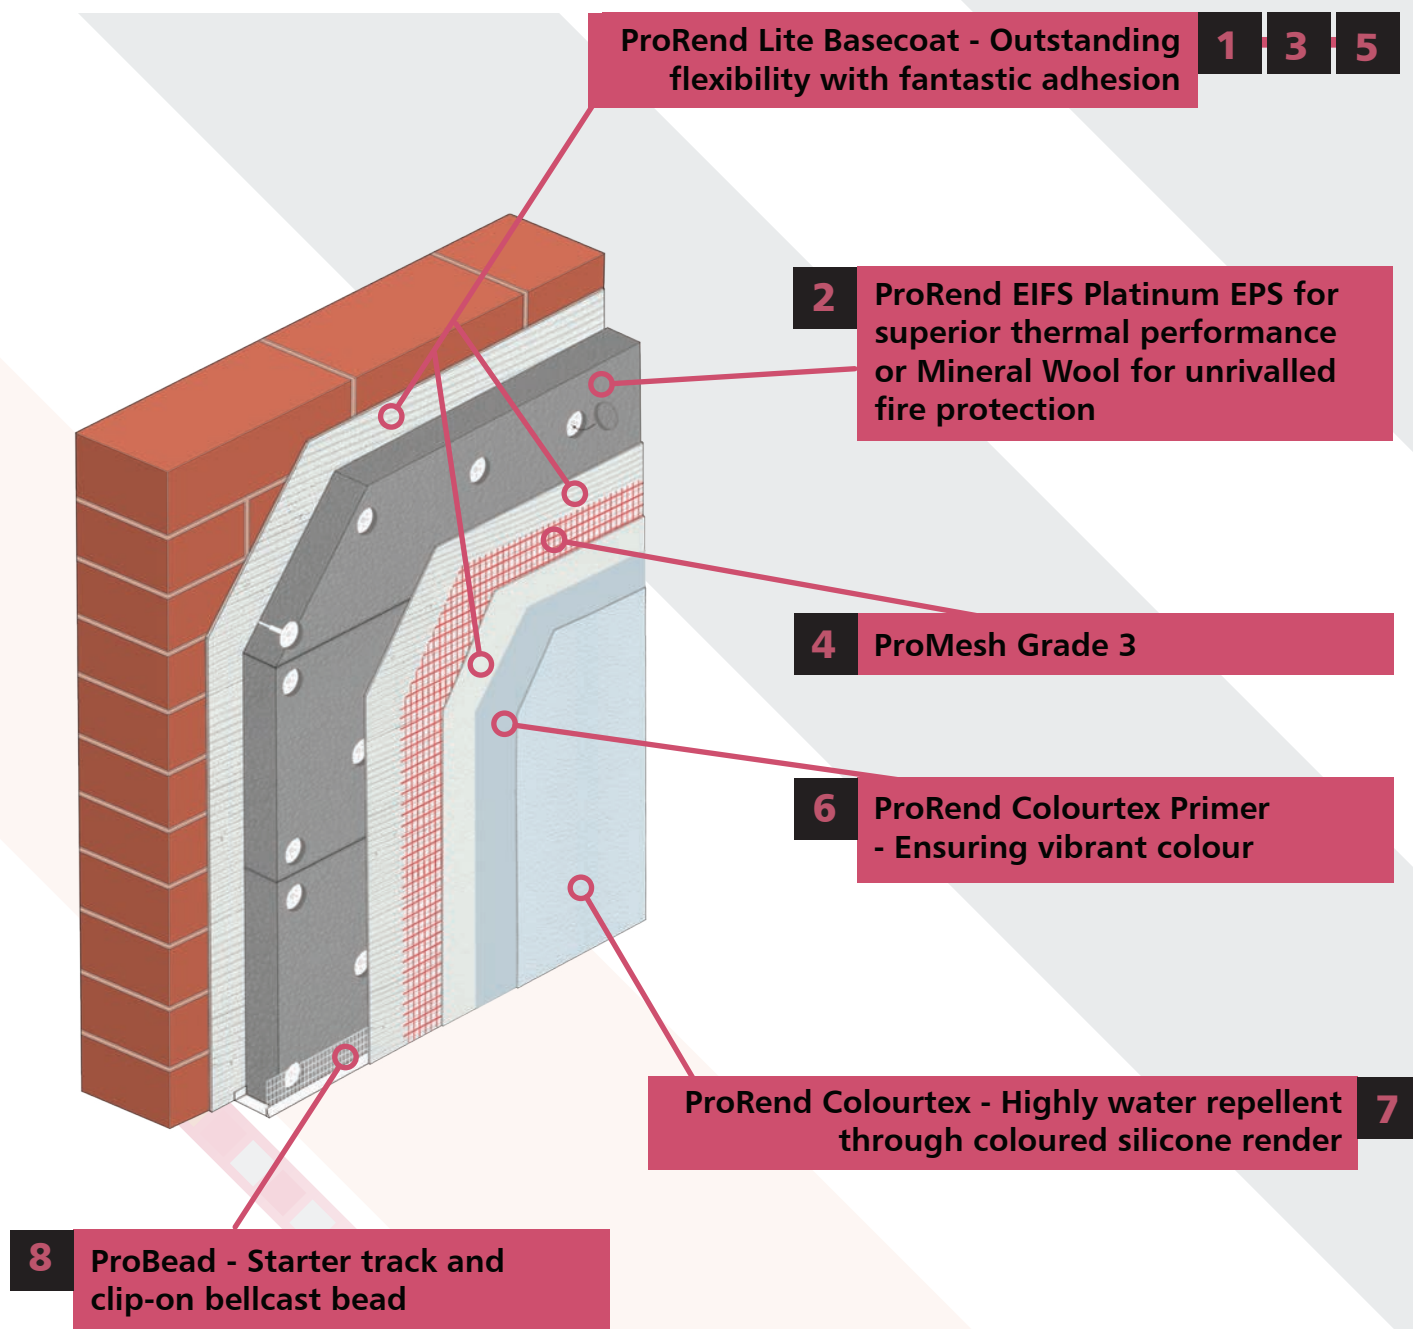 ProRend Lite Basecoat - Outstanding
flexibility with fantastic adhesion
1 3 5
2
ProRend EIFS Platinum EPS for
superior thermal performance
or Mineral Wool for unrivalled
fire protection
4
ProMesh Grade 3
6
ProRend Colourtex Primer
- Ensuring vibrant colour
ProRend Colourtex - Highly water repellent
through coloured silicone render
7
8
ProBead - Starter track and
clip-on bellcast bead